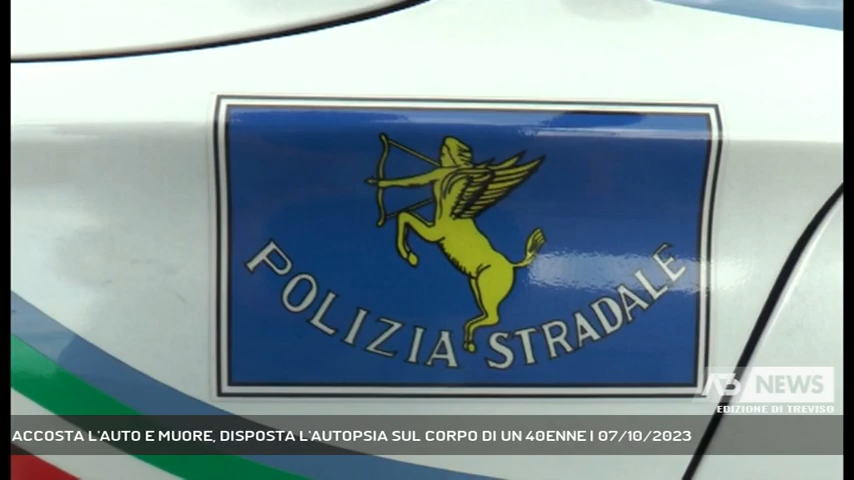 POLIZIA STRADALE
A3 NEWS
EDIZIONE DI TREVISO
ACCOSTA L'AUTO E MUORE, DISPOSTA L'AUTOPSIA SUL CORPO DI UN 40ENNE | 07/10/2023